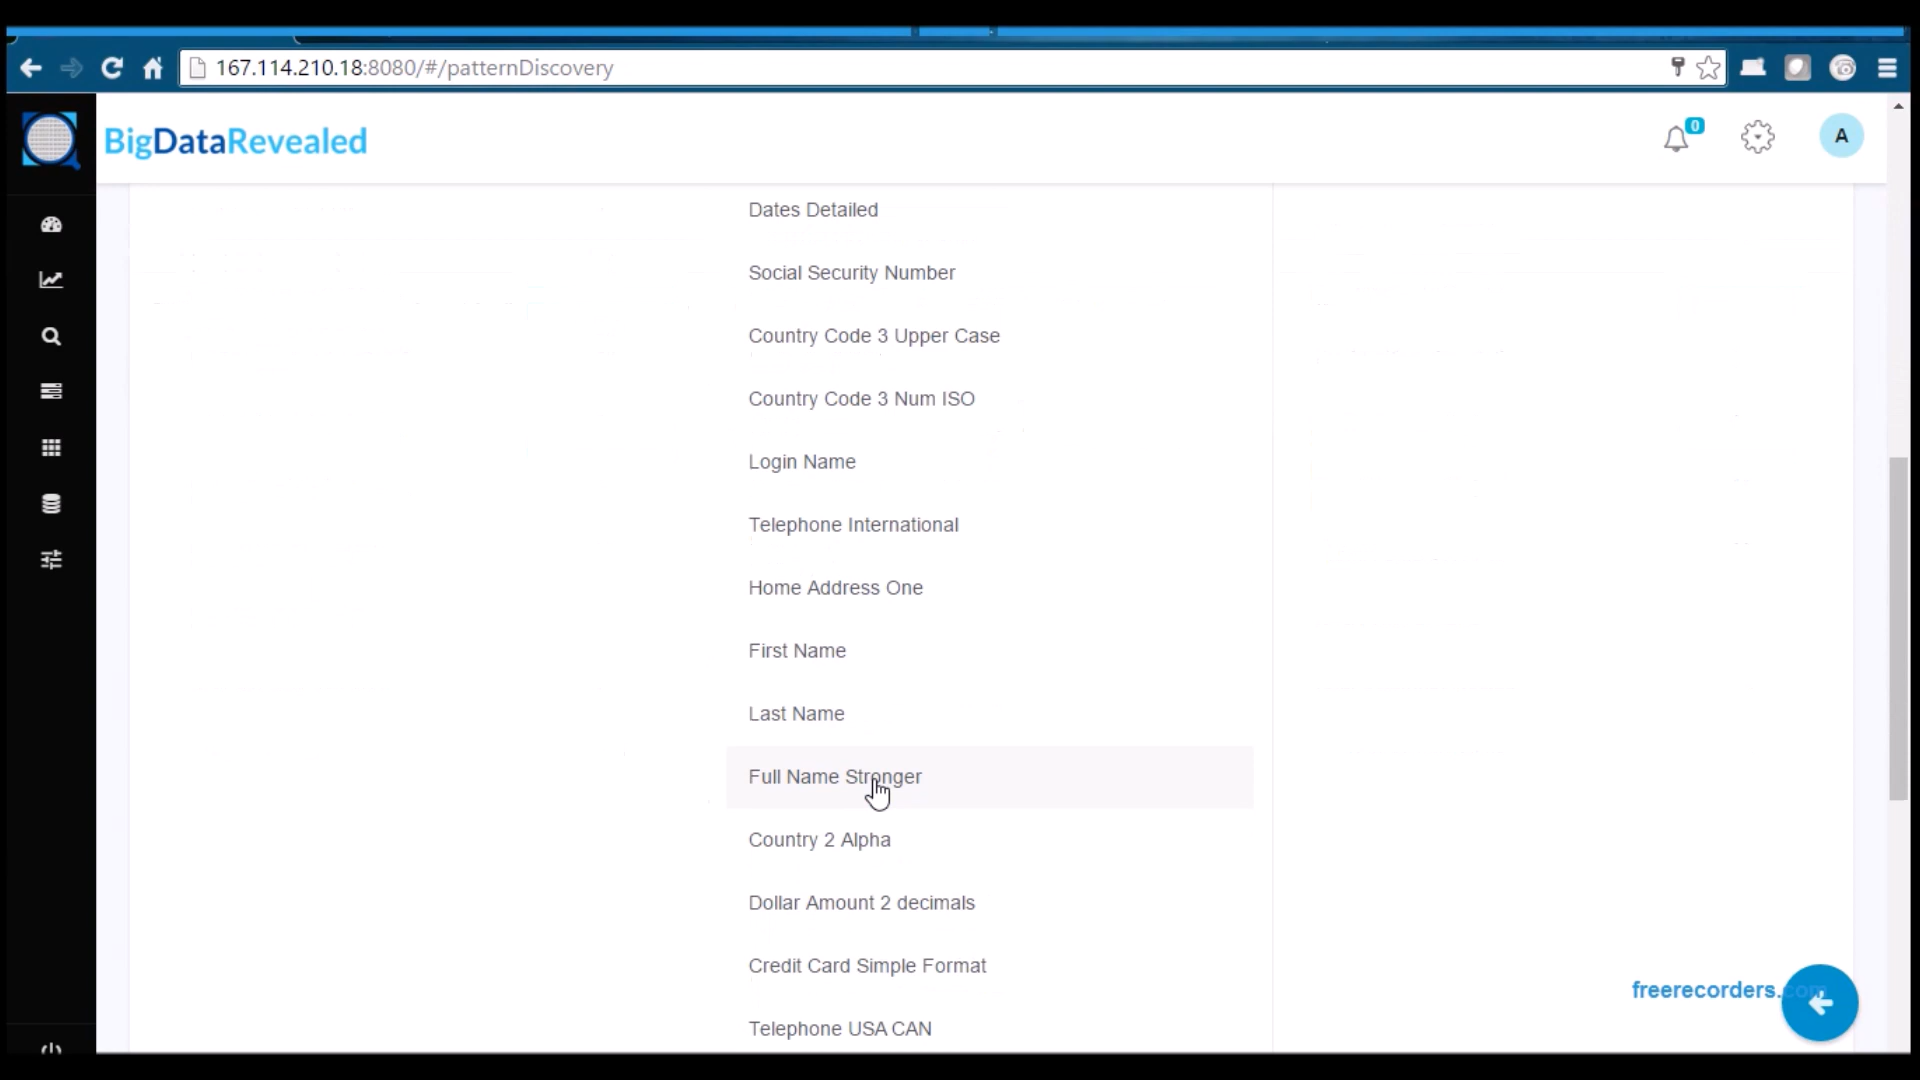 167.114.210.18:8080/#/patternDiscovery
BigDataRevealed
0
A
Dates Detailed
Social Security Number
Country Code 3 Upper Case
Country Code 3 Num ISO
Login Name
Telephone International
Home Address One
First Name
Last Name
Full Name Stronger
Country 2 Alpha
Dollar Amount 2 decimals
Credit Card Simple Format
freerecorders.com
Telephone USA CAN